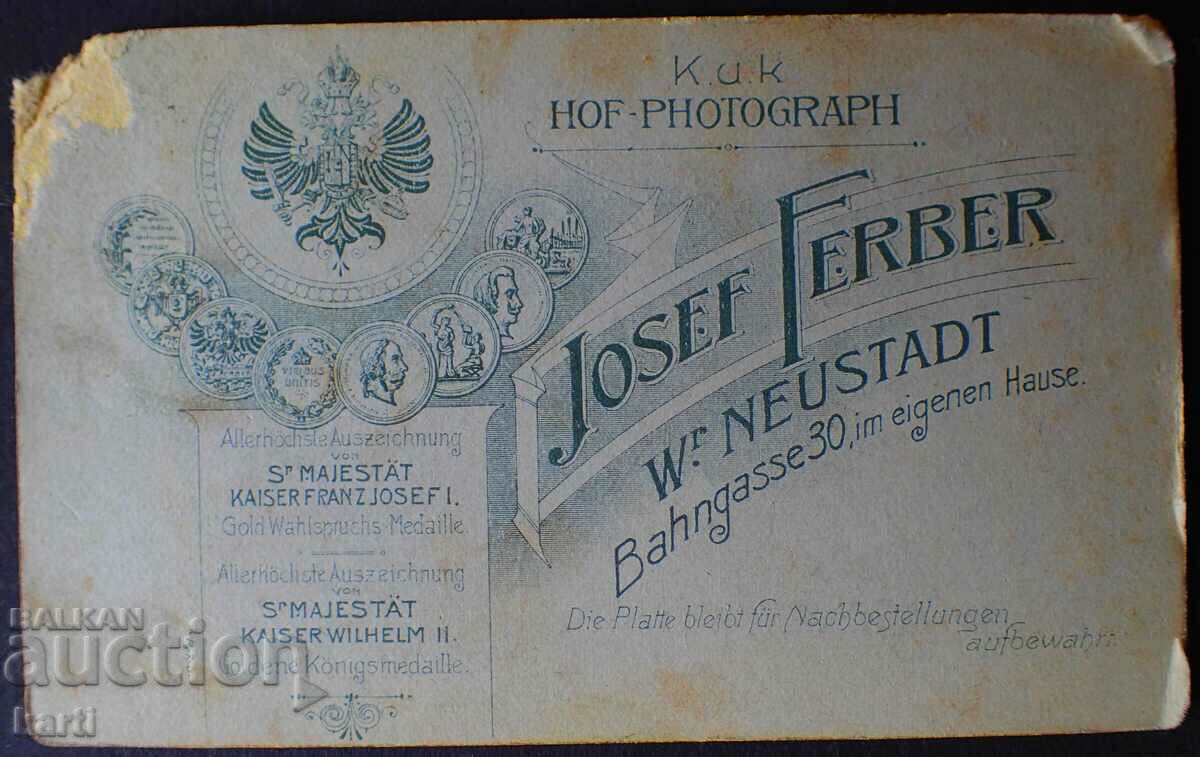 K.u.k
HOF-PHOTOGRAPH
JOSEF FERBER
Wr. NEUSTADT
Bahngasse 30, im eigenen Hause.
Die Platte bleibt für Nachbestellungen
aufbewahrt.
VIRIBUS
UNITIS
Allerhöchste Auszeichnung
VON
Sr MAJESTÄT
KAISER FRANZ JOSEF I.
Gold Wahlspruchs Medaille.
Allerhöchste Auszeichnung
VON
Sr MAJESTÄT
KAISER WILHELM II.
Goldene Königsmedaille.
BALKAN
auction
karti